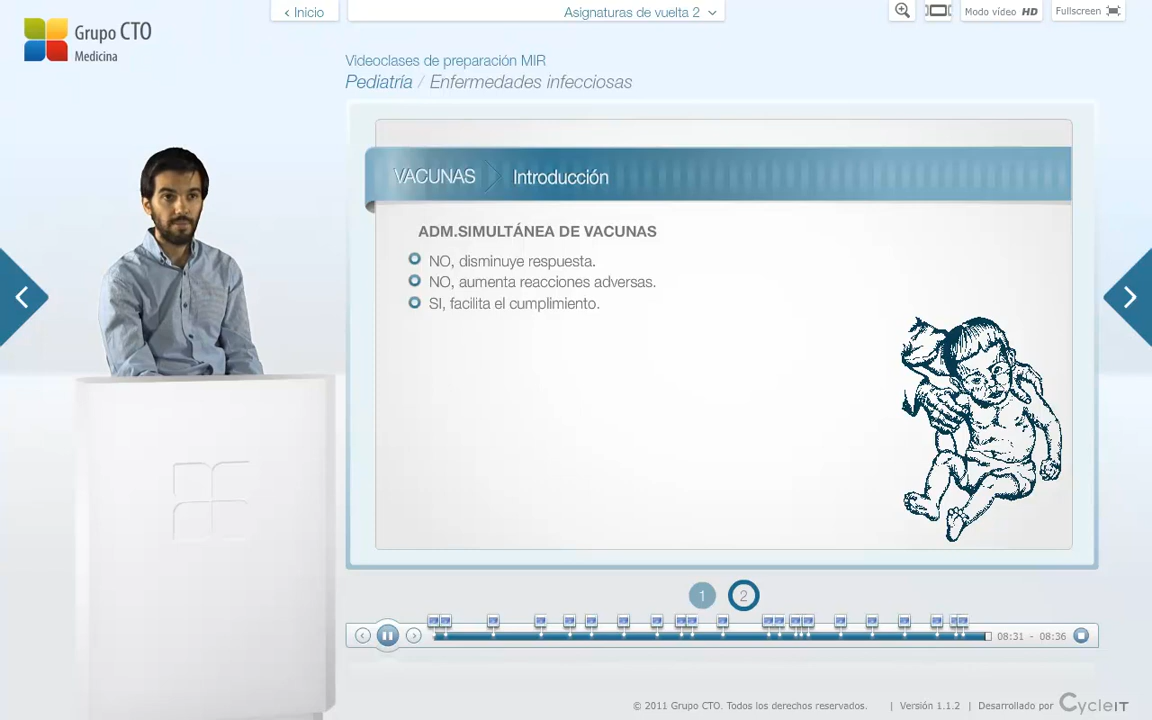 Grupo CTO
Medicina
‹ Inicio
Asignaturas de vuelta 2
Modo vídeo HD
Fullscreen
Videoclases de preparación MIR
Pediatría / Enfermedades infecciosas
VACUNAS Introducción
ADM.SIMULTÁNEA DE VACUNAS
NO, disminuye respuesta.
NO, aumenta reacciones adversas.
SI, facilita el cumplimiento.
1 2
08:31 - 08:36
© 2011 Grupo CTO. Todos los derechos reservados. | Versión 1.1.2 | Desarrollado por CycleIT